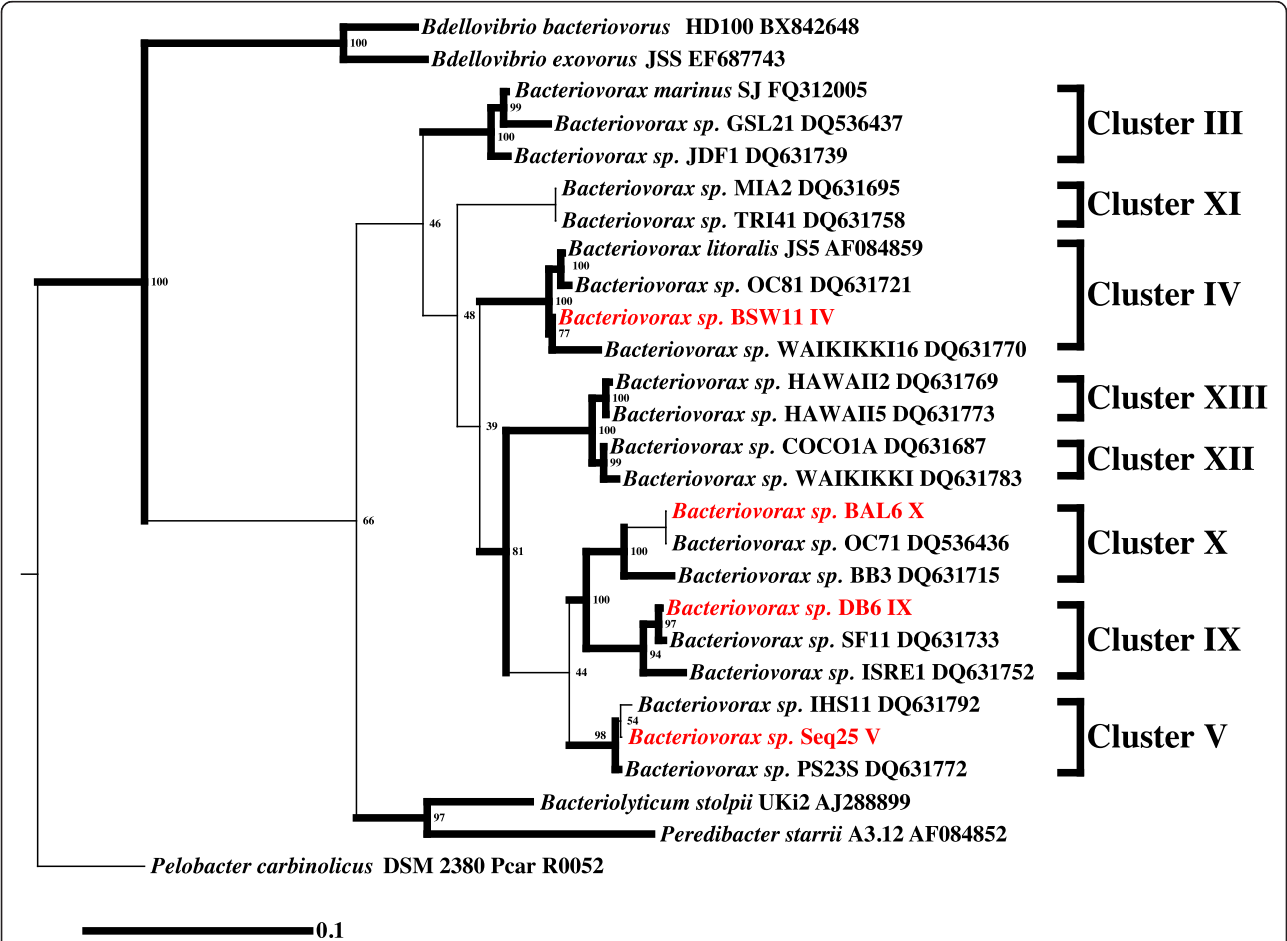 Bdellovibrio bacteriovorus HD100 BX842648
100
Bdellovibrio exovorus JSS EF687743
Bacteriovorax marinus SJ FQ312005
99
Bacteriovorax sp. GSL21 DQ536437
Cluster III
100
Bacteriovorax sp. JDF1 DQ631739
Bacteriovorax sp. MIA2 DQ631695
Cluster XI
46
Bacteriovorax sp. TRI41 DQ631758
Bacteriovorax litoralis JS5 AF084859
100
100
Bacteriovorax sp. OC81 DQ631721
Cluster IV
100
48
Bacteriovorax sp. BSW11 IV
77
Bacteriovorax sp. WAIKIKKI16 DQ631770
Bacteriovorax sp. HAWAII2 DQ631769
100
Cluster XIII
Bacteriovorax sp. HAWAII5 DQ631773
39
100
Bacteriovorax sp. COCO1A DQ631687
99
Cluster XII
Bacteriovorax sp. WAIKIKKI DQ631783
Bacteriovorax sp. BAL6 X
66
Bacteriovorax sp. OC71 DQ536436
Cluster X
81
100
Bacteriovorax sp. BB3 DQ631715
100
Bacteriovorax sp. DB6 IX
97
Bacteriovorax sp. SF11 DQ631733
Cluster IX
94
44
Bacteriovorax sp. ISRE1 DQ631752
Bacteriovorax sp. IHS11 DQ631792
54
98
Bacteriovorax sp. Seq25 V
Cluster V
Bacteriovorax sp. PS23S DQ631772
Bacteriolyticum stolpii UKi2 AJ288899
97
Peredibacter starrii A3.12 AF084852
Pelobacter carbinolicus DSM 2380 Pcar R0052
0.1